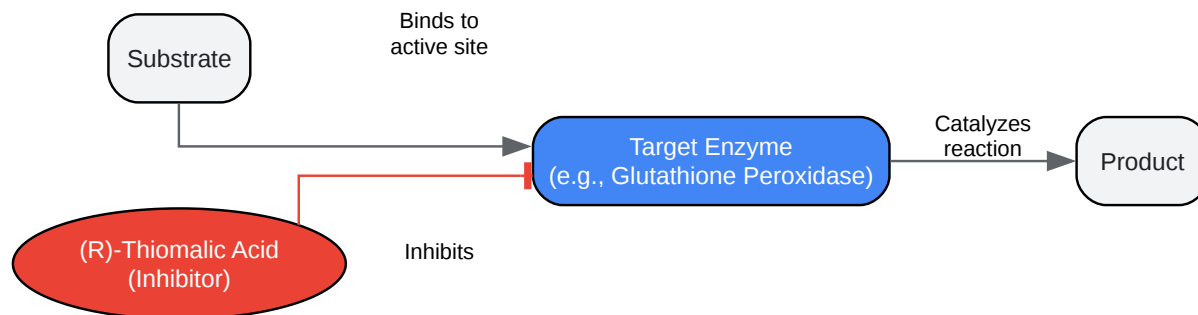 Substrate
Binds to
active site
Target Enzyme
(e.g., Glutathione Peroxidase)
Catalyzes
reaction
Product
(R)-Thiomalic Acid
(Inhibitor)
Inhibits